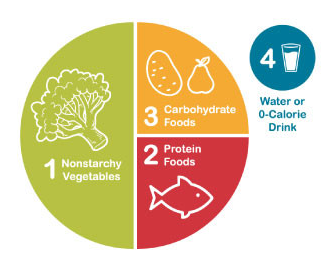 1 Nonstarchy
Vegetables
2 Protein
Foods
3 Carbohydrate
Foods
4
Water or
0-Calorie
Drink